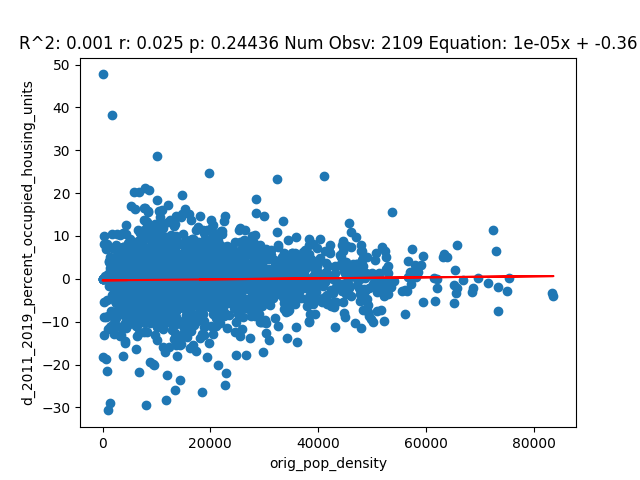 R^2: 0.001 r: 0.025 p: 0.24436 Num Obsv: 2109 Equation: 1e-05x + -0.36
d_2011_2019_percent_occupied_housing_units
50
40
30
20
10
0
−10
−20
−30
0 20000 40000 60000 80000
orig_pop_density